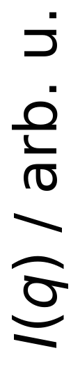 I(q) / arb. u.